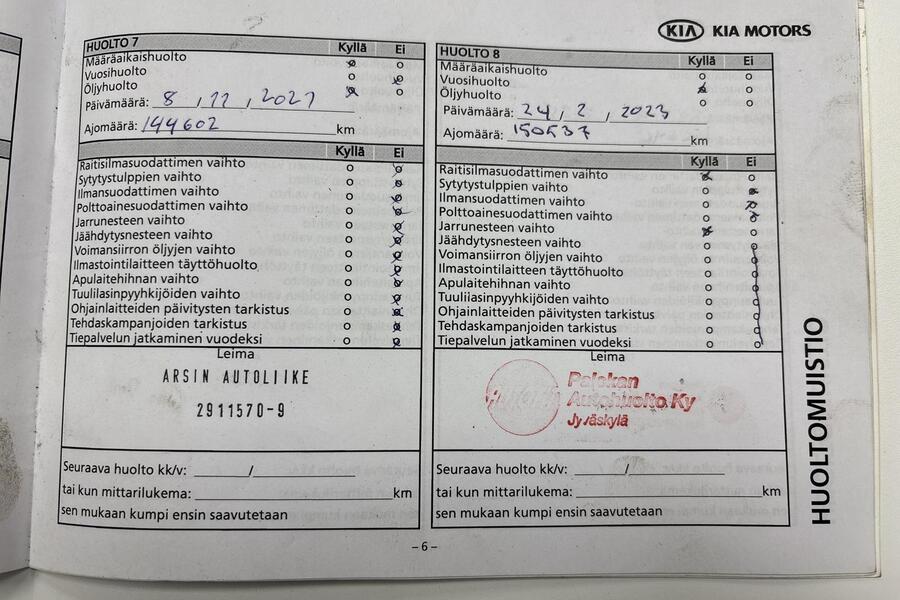 KIA KIA MOTORS
HUOLTO 7 Kyllä Ei
Määräaikaishuolto
Vuosihuolto
Öljyhuolto
Päivämäärä: 8, 11, 2021
Ajomäärä: 144602 km
Kyllä Ei
Raitisilmasuodattimen vaihto
Sytytystulppien vaihto
Ilmansuodattimen vaihto
Polttoainesuodattimen vaihto
Jarrunesteen vaihto
Jäähdytysnesteen vaihto
Voimansiirron öljyjen vaihto
Ilmastointilaitteen täyttöhuolto
Apulaitehihnan vaihto
Tuulilasinpyyhkijöiden vaihto
Ohjainlaitteiden päivitysten tarkistus
Tehdaskampanjoiden tarkistus
Tiepalvelun jatkaminen vuodeksi
Leima
ARSIN AUTOLIIKE
2911570-9
Seuraava huolto kk/v: /
tai kun mittarilukema: km
sen mukaan kumpi ensin saavutetaan
HUOLTO 8 Kyllä Ei
Määräaikaishuolto
Vuosihuolto
Öljyhuolto
Päivämäärä: 24, 2, 2023
Ajomäärä: 150537 km
Kyllä Ei
Raitisilmasuodattimen vaihto
Sytytystulppien vaihto
Ilmansuodattimen vaihto
Polttoainesuodattimen vaihto
Jarrunesteen vaihto
Jäähdytysnesteen vaihto
Voimansiirron öljyjen vaihto
Ilmastointilaitteen täyttöhuolto
Apulaitehihnan vaihto
Tuulilasinpyyhkijöiden vaihto
Ohjainlaitteiden päivitysten tarkistus
Tehdaskampanjoiden tarkistus
Tiepalvelun jatkaminen vuodeksi
Leima
Autohuolto Ky
Jyväskylä
Seuraava huolto kk/v: /
tai kun mittarilukema: km
sen mukaan kumpi ensin saavutetaan
HUOLTOMUISTIO
– 6 –